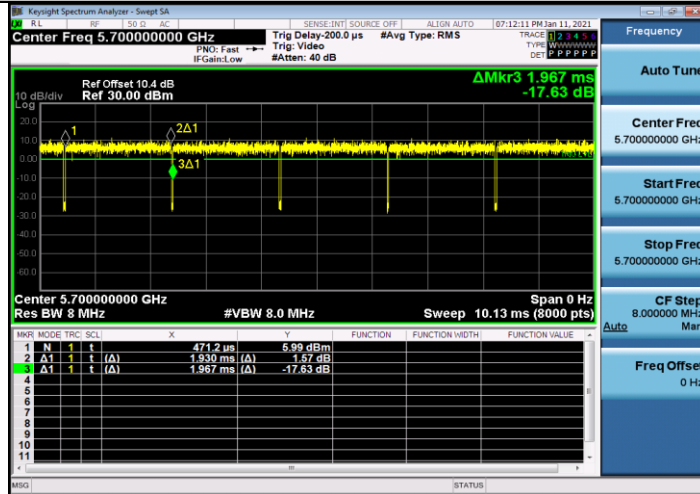 Keysight Spectrum Analyzer - Swept SA
RL RF 50 Ω AC SENSE:INT SOURCE OFF ALIGN AUTO 07:12:11 PM Jan 11, 2021
Center Freq 5.700000000 GHz
PNO: Fast
IFGain:Low
Trig Delay-200.0 µs
Trig: Video
#Atten: 40 dB
#Avg Type: RMS
TRACE 1 2 3 4 5 6
TYPE WWWWWW
DET P P P P P P
ΔMkr3 1.967 ms
-17.63 dB
Ref Offset 10.4 dB
10 dB/div Ref 30.00 dBm
Log
20.0
10.0
0.00
-10.0
-20.0
-30.0
-40.0
-50.0
-60.0
1
2Δ1
3Δ1
Center 5.700000000 GHz Span 0 Hz
Res BW 8 MHz #VBW 8.0 MHz Sweep 10.13 ms (8000 pts)
MKR MODE TRC SCL X Y FUNCTION FUNCTION WIDTH FUNCTION VALUE
1 N 1 t 471.2 µs 5.99 dBm
2 Δ1 1 t (Δ) 1.930 ms (Δ) 1.57 dB
3 Δ1 1 t (Δ) 1.967 ms (Δ) -17.63 dB
4
5
6
7
8
9
10
11
MSG STATUS
Frequency
Auto Tune
Center Freq
5.700000000 GHz
Start Freq
5.700000000 GHz
Stop Freq
5.700000000 GHz
CF Step
8.000000 MHz
Auto Man
Freq Offset
0 Hz